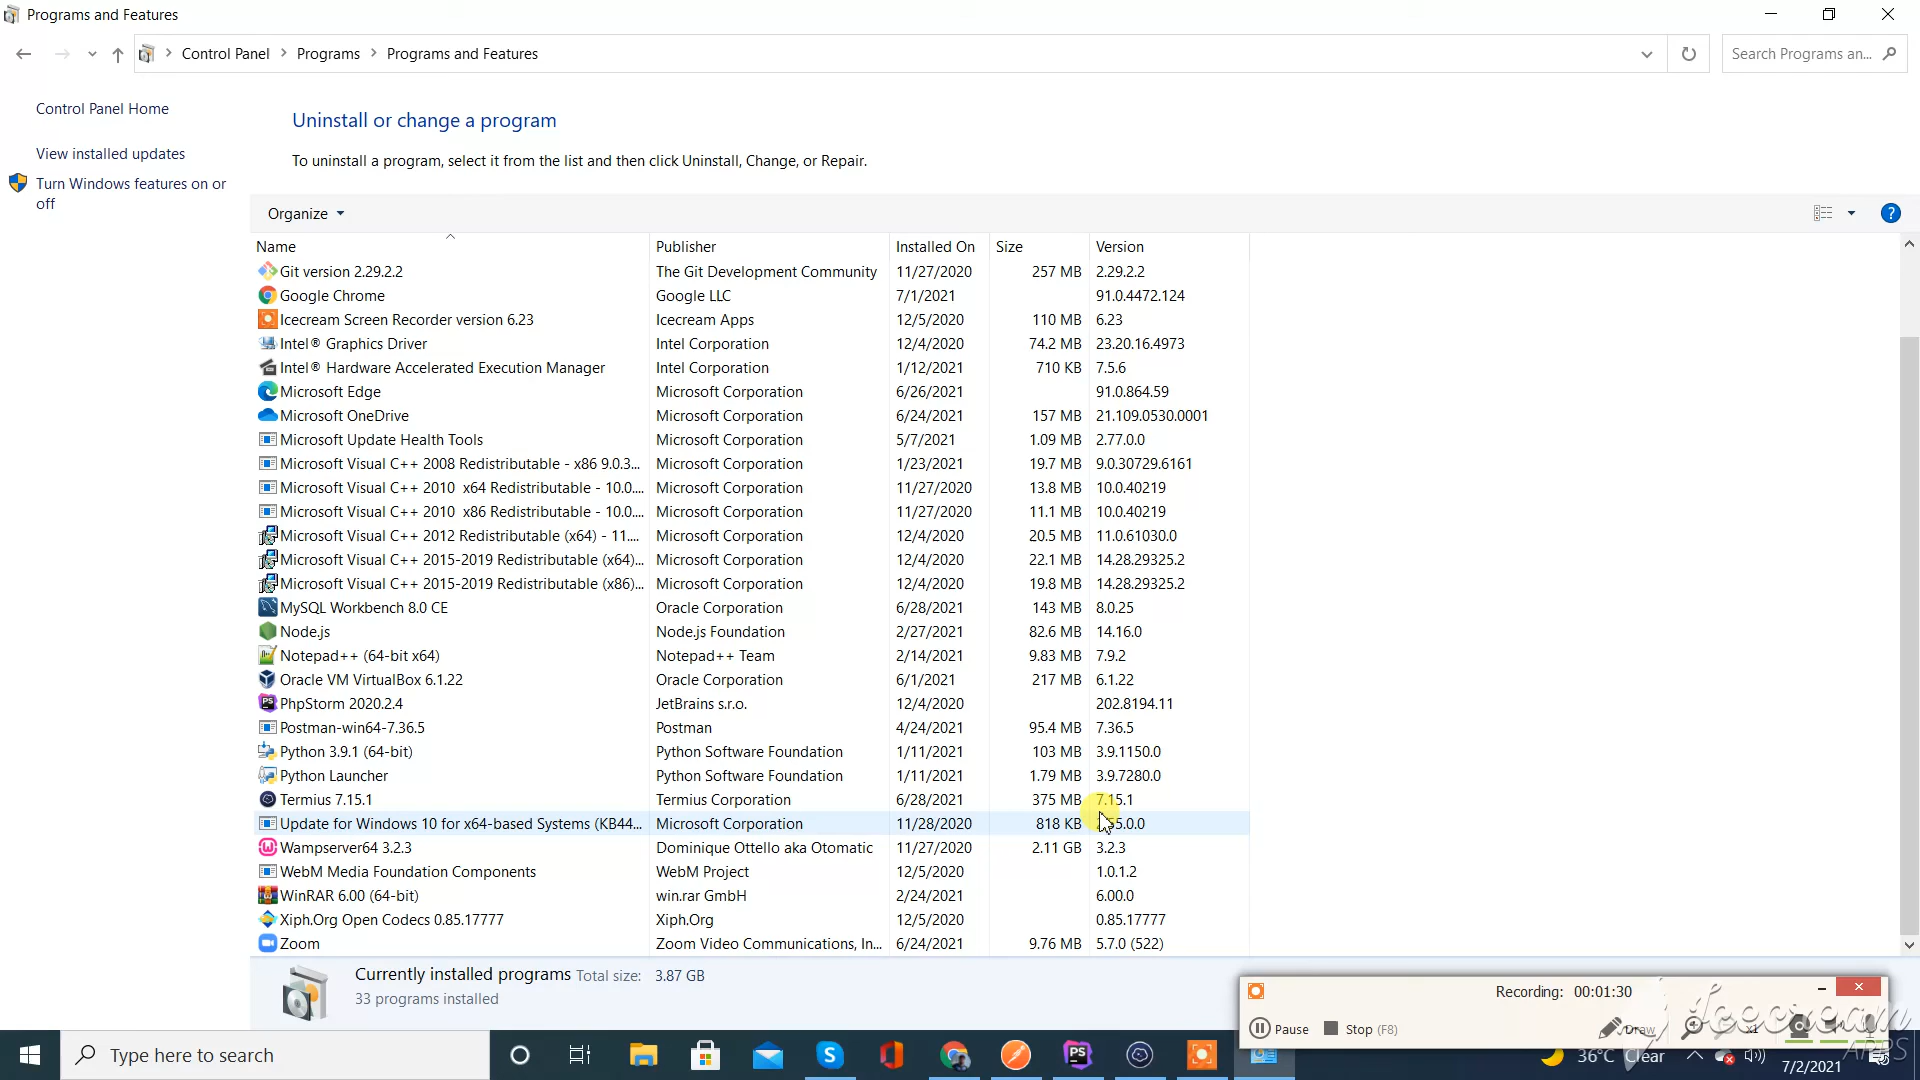 Programs and Features
Control Panel > Programs > Programs and Features
Search Programs an...
Control Panel Home
View installed updates
Turn Windows features on or
off
Uninstall or change a program
To uninstall a program, select it from the list and then click Uninstall, Change, or Repair.
Organize
Name Publisher Installed On Size Version
Git version 2.29.2.2 The Git Development Community 11/27/2020 257 MB 2.29.2.2
Google Chrome Google LLC 7/1/2021 91.0.4472.124
Icecream Screen Recorder version 6.23 Icecream Apps 12/5/2020 110 MB 6.23
Intel® Graphics Driver Intel Corporation 12/4/2020 74.2 MB 23.20.16.4973
Intel® Hardware Accelerated Execution Manager Intel Corporation 1/12/2021 710 KB 7.5.6
Microsoft Edge Microsoft Corporation 6/26/2021 91.0.864.59
Microsoft OneDrive Microsoft Corporation 6/24/2021 157 MB 21.109.0530.0001
Microsoft Update Health Tools Microsoft Corporation 5/7/2021 1.09 MB 2.77.0.0
Microsoft Visual C++ 2008 Redistributable - x86 9.0.3... Microsoft Corporation 1/23/2021 19.7 MB 9.0.30729.6161
Microsoft Visual C++ 2010  x64 Redistributable - 10.0.... Microsoft Corporation 11/27/2020 13.8 MB 10.0.40219
Microsoft Visual C++ 2010  x86 Redistributable - 10.0.... Microsoft Corporation 11/27/2020 11.1 MB 10.0.40219
Microsoft Visual C++ 2012 Redistributable (x64) - 11.... Microsoft Corporation 12/4/2020 20.5 MB 11.0.61030.0
Microsoft Visual C++ 2015-2019 Redistributable (x64)... Microsoft Corporation 12/4/2020 22.1 MB 14.28.29325.2
Microsoft Visual C++ 2015-2019 Redistributable (x86)... Microsoft Corporation 12/4/2020 19.8 MB 14.28.29325.2
MySQL Workbench 8.0 CE Oracle Corporation 6/28/2021 143 MB 8.0.25
Node.js Node.js Foundation 2/27/2021 82.6 MB 14.16.0
Notepad++ (64-bit x64) Notepad++ Team 2/14/2021 9.83 MB 7.9.2
Oracle VM VirtualBox 6.1.22 Oracle Corporation 6/1/2021 217 MB 6.1.22
PhpStorm 2020.2.4 JetBrains s.r.o. 12/4/2020 202.8194.11
Postman-win64-7.36.5 Postman 4/24/2021 95.4 MB 7.36.5
Python 3.9.1 (64-bit) Python Software Foundation 1/11/2021 103 MB 3.9.1150.0
Python Launcher Python Software Foundation 1/11/2021 1.79 MB 3.9.7280.0
Termius 7.15.1 Termius Corporation 6/28/2021 375 MB 7.15.1
Update for Windows 10 for x64-based Systems (KB44... Microsoft Corporation 11/28/2020 818 KB
Wampserver64 3.2.3 Dominique Ottello aka Otomatic 11/27/2020 2.11 GB 3.2.3
WebM Media Foundation Components WebM Project 12/5/2020 1.0.1.2
WinRAR 6.00 (64-bit) win.rar GmbH 2/24/2021 6.00.0
Xiph.Org Open Codecs 0.85.17777 Xiph.Org 12/5/2020 0.85.17777
Zoom Zoom Video Communications, In... 6/24/2021 9.76 MB 5.7.0 (522)
Currently installed programs Total size: 3.87 GB
33 programs installed
Recording: 00:01:30
Pause Stop (F8) Draw x1
Icecream
APPS
Type here to search
36°C Clear
7/2/2021